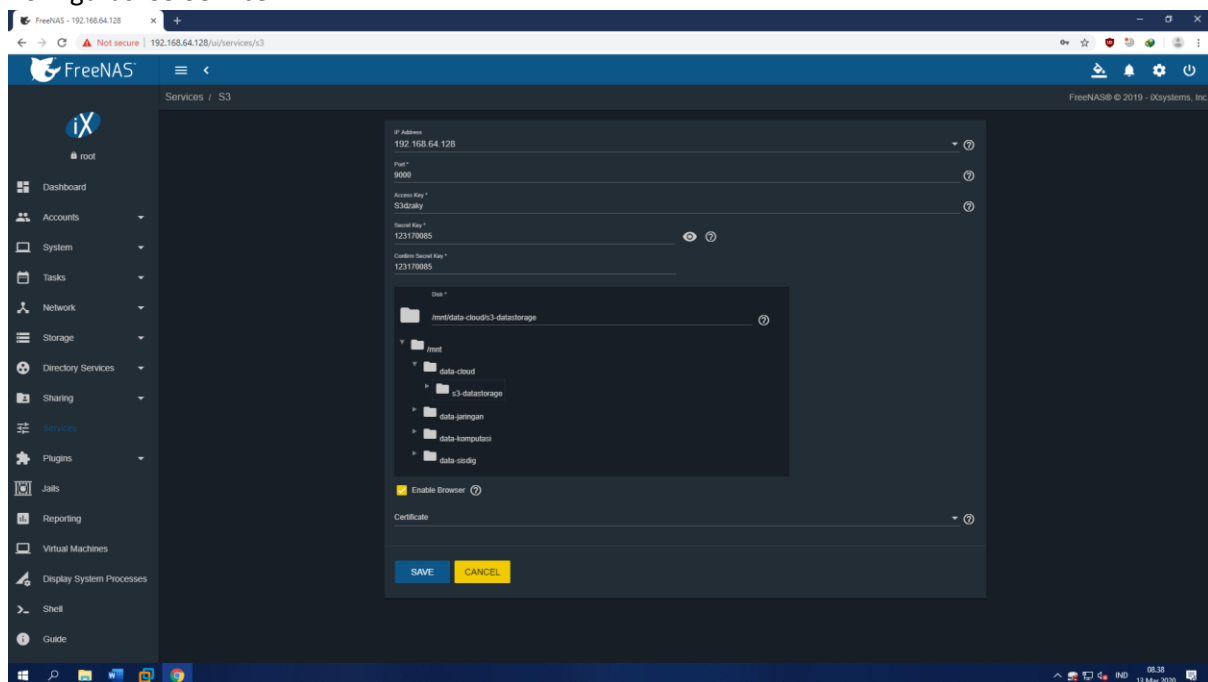 FreeNAS - 192.168.64.128
Not secure | 192.168.64.128/ui/services/s3
FreeNAS®
Services / S3
FreeNAS® © 2019 - iXsystems, Inc
iX
root
Dashboard
Accounts
System
Tasks
Network
Storage
Directory Services
Sharing
Services
Plugins
Jails
Reporting
Virtual Machines
Display System Processes
Shell
Guide
IP Address
192.168.64.128
Port *
9000
Access Key *
S3dzaky
Secret Key *
123170085
Confirm Secret Key *
123170085
Disk *
/mnt/data-cloud/s3-datastorage
/mnt
data-cloud
s3-datastorage
data-jaringan
data-komputasi
data-sisdig
Enable Browser
Certificate
SAVE CANCEL
IND
08.38
13 Mar 2020